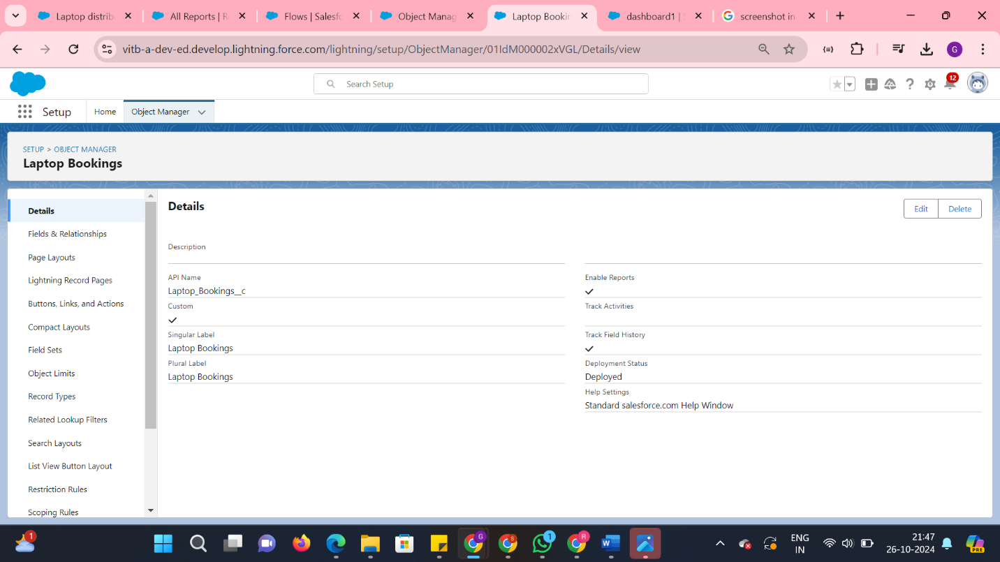 Laptop distrib
All Reports | R
Flows | Salesfo
Object Manag
Laptop Bookin
dashboard1 | S
screenshot in
vitb-a-dev-ed.develop.lightning.force.com/lightning/setup/ObjectManager/01IdM000002xVGL/Details/view
G
Search Setup
12
Setup
Home
Object Manager
SETUP > OBJECT MANAGER
Laptop Bookings
Details
Fields & Relationships
Page Layouts
Lightning Record Pages
Buttons, Links, and Actions
Compact Layouts
Field Sets
Object Limits
Record Types
Related Lookup Filters
Search Layouts
List View Button Layout
Restriction Rules
Scoping Rules
Details
Edit
Delete
Description
API Name
Laptop_Bookings__c
Custom
Singular Label
Laptop Bookings
Plural Label
Laptop Bookings
Enable Reports
Track Activities
Track Field History
Deployment Status
Deployed
Help Settings
Standard salesforce.com Help Window
1
G
S
1
R
W
ENG
IN
21:47
26-10-2024
PRE